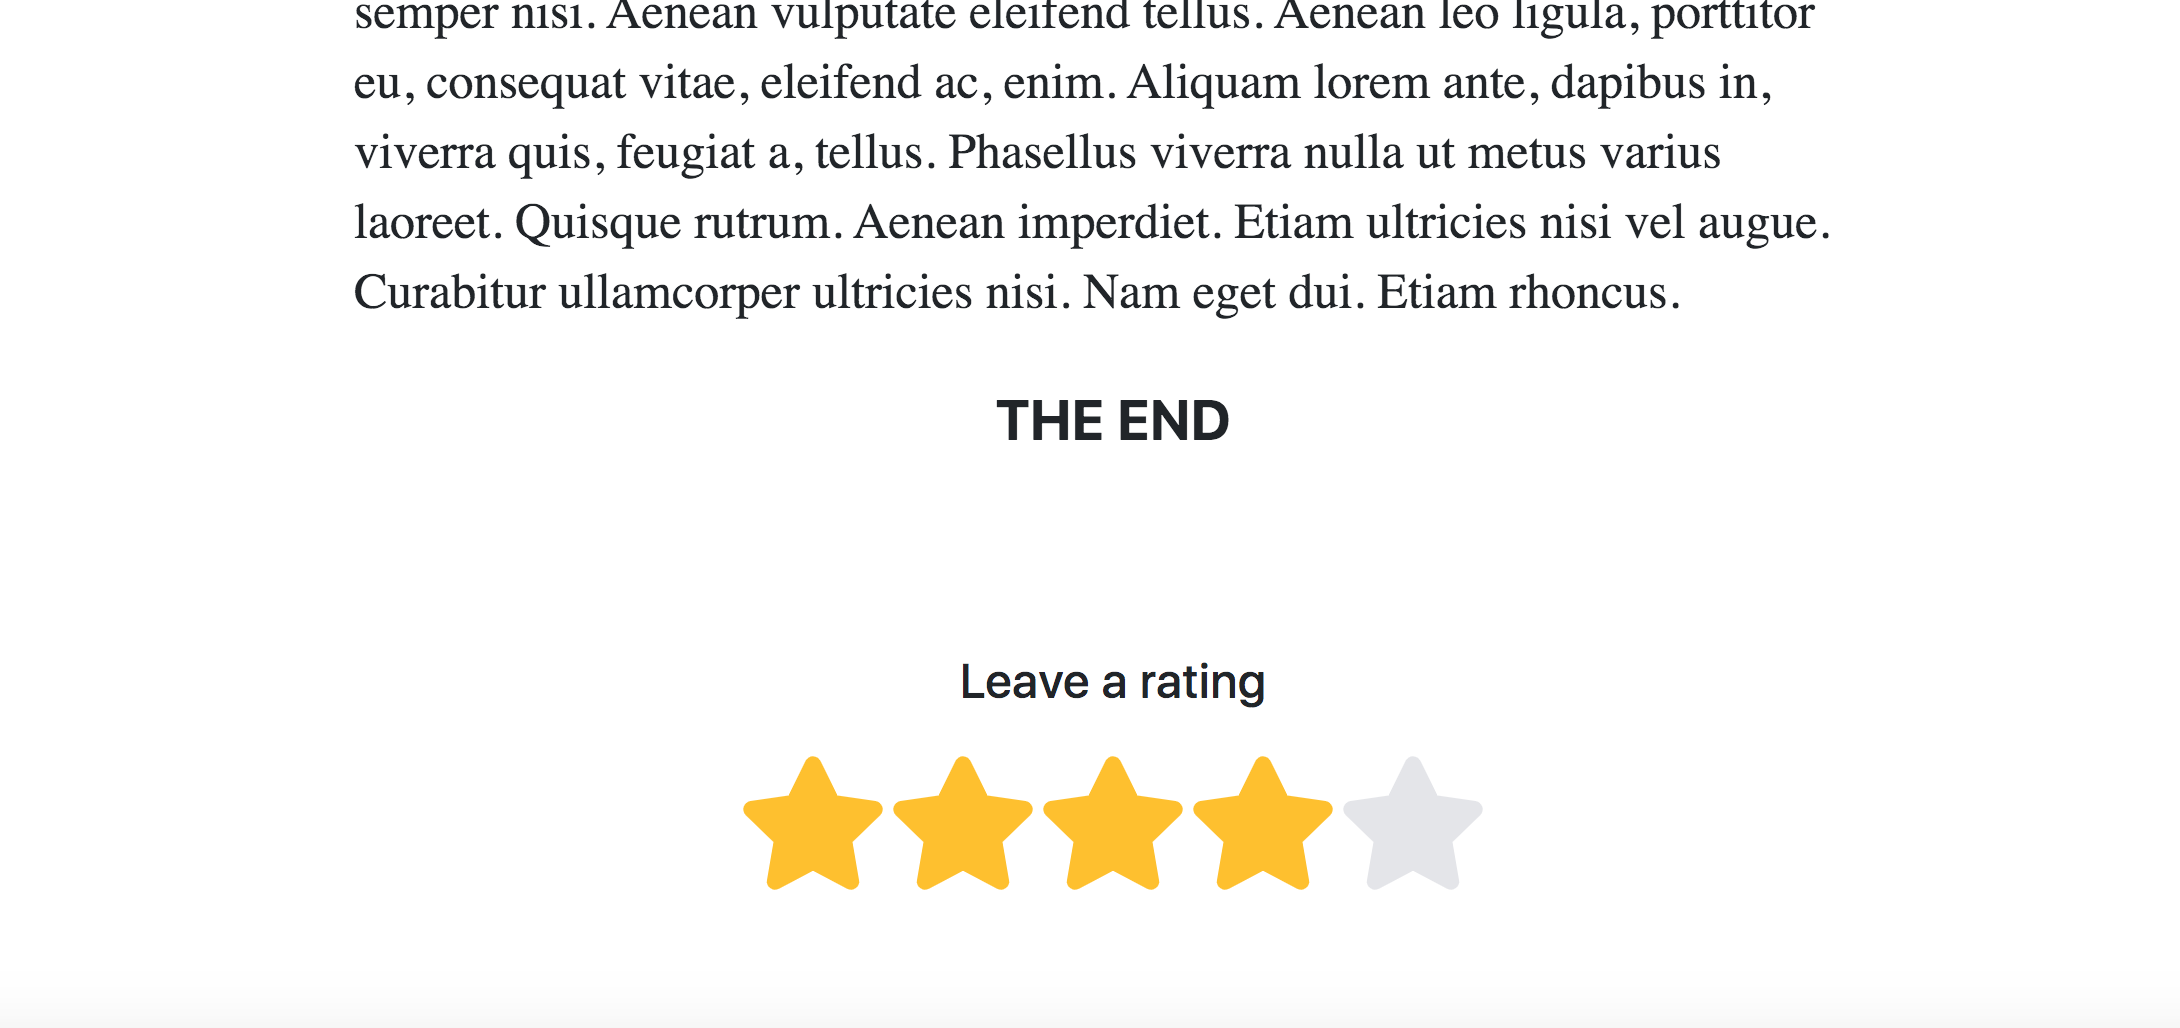 semper nisi. Aenean vulputate eleifend tellus. Aenean leo ligula, porttitor
eu, consequat vitae, eleifend ac, enim. Aliquam lorem ante, dapibus in,
viverra quis, feugiat a, tellus. Phasellus viverra nulla ut metus varius
laoreet. Quisque rutrum. Aenean imperdiet. Etiam ultricies nisi vel augue.
Curabitur ullamcorper ultricies nisi. Nam eget dui. Etiam rhoncus.
THE END
Leave a rating